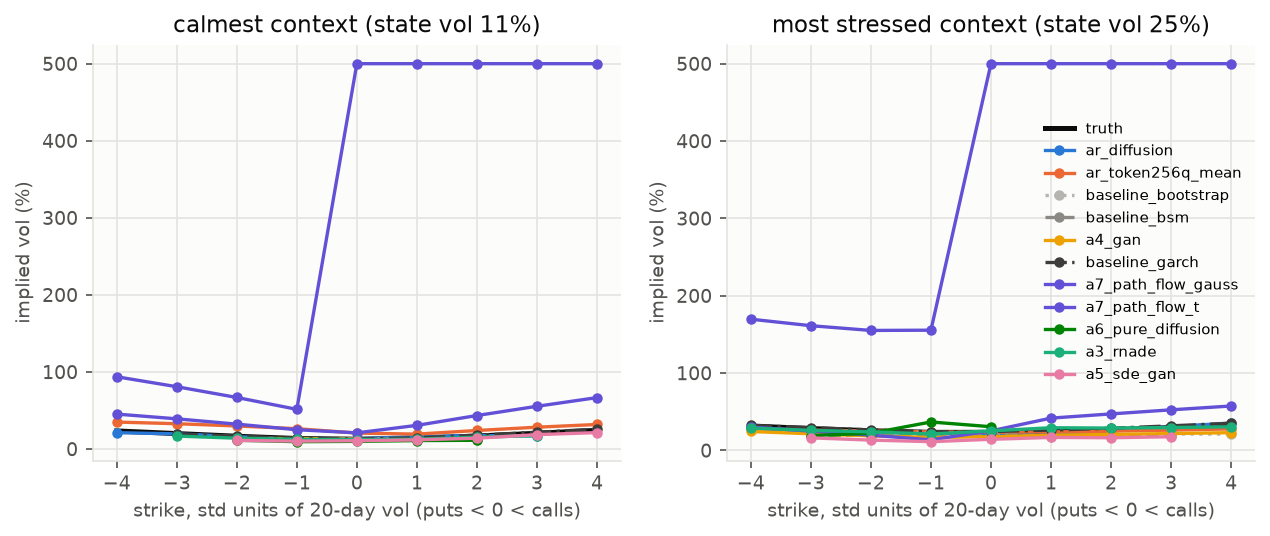 calmest context (state vol 11%)
500
400
300
200
100
0
implied vol (%)
−4 −3 −2 −1 0 1 2 3 4
strike, std units of 20-day vol (puts < 0 < calls)
most stressed context (state vol 25%)
500
400
300
200
100
0
implied vol (%)
truth
ar_diffusion
ar_token256q_mean
baseline_bootstrap
baseline_bsm
a4_gan
baseline_garch
a7_path_flow_gauss
a7_path_flow_t
a6_pure_diffusion
a3_rnade
a5_sde_gan
−4 −3 −2 −1 0 1 2 3 4
strike, std units of 20-day vol (puts < 0 < calls)